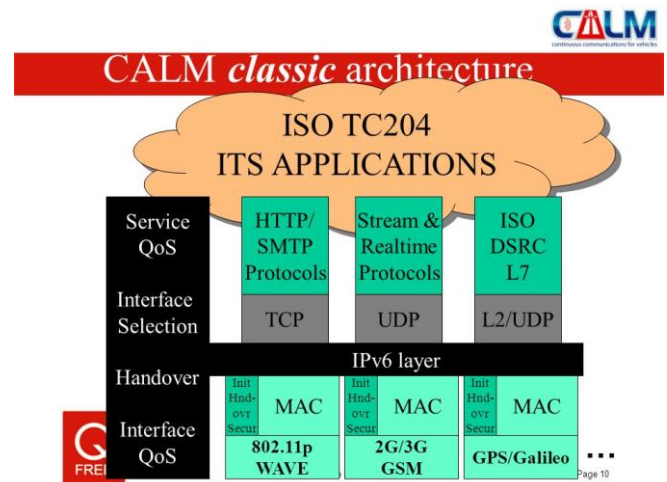 CALM
continuous communications for vehicles
CALM classic architecture
ISO TC204
ITS APPLICATIONS
Service
QoS
Interface
Selection
Handover
Interface
QoS
HTTP/
SMTP
Protocols
Stream &
Realtime
Protocols
ISO
DSRC
L7
TCP
UDP
L2/UDP
IPv6 layer
Init
Hnd-
ovr
Secur
MAC
Init
Hnd-
ovr
Secur
MAC
Init
Hnd-
ovr
Secur
MAC
802.11p
WAVE
2G/3G
GSM
GPS/Galileo
...
Q
FREE
Page 10